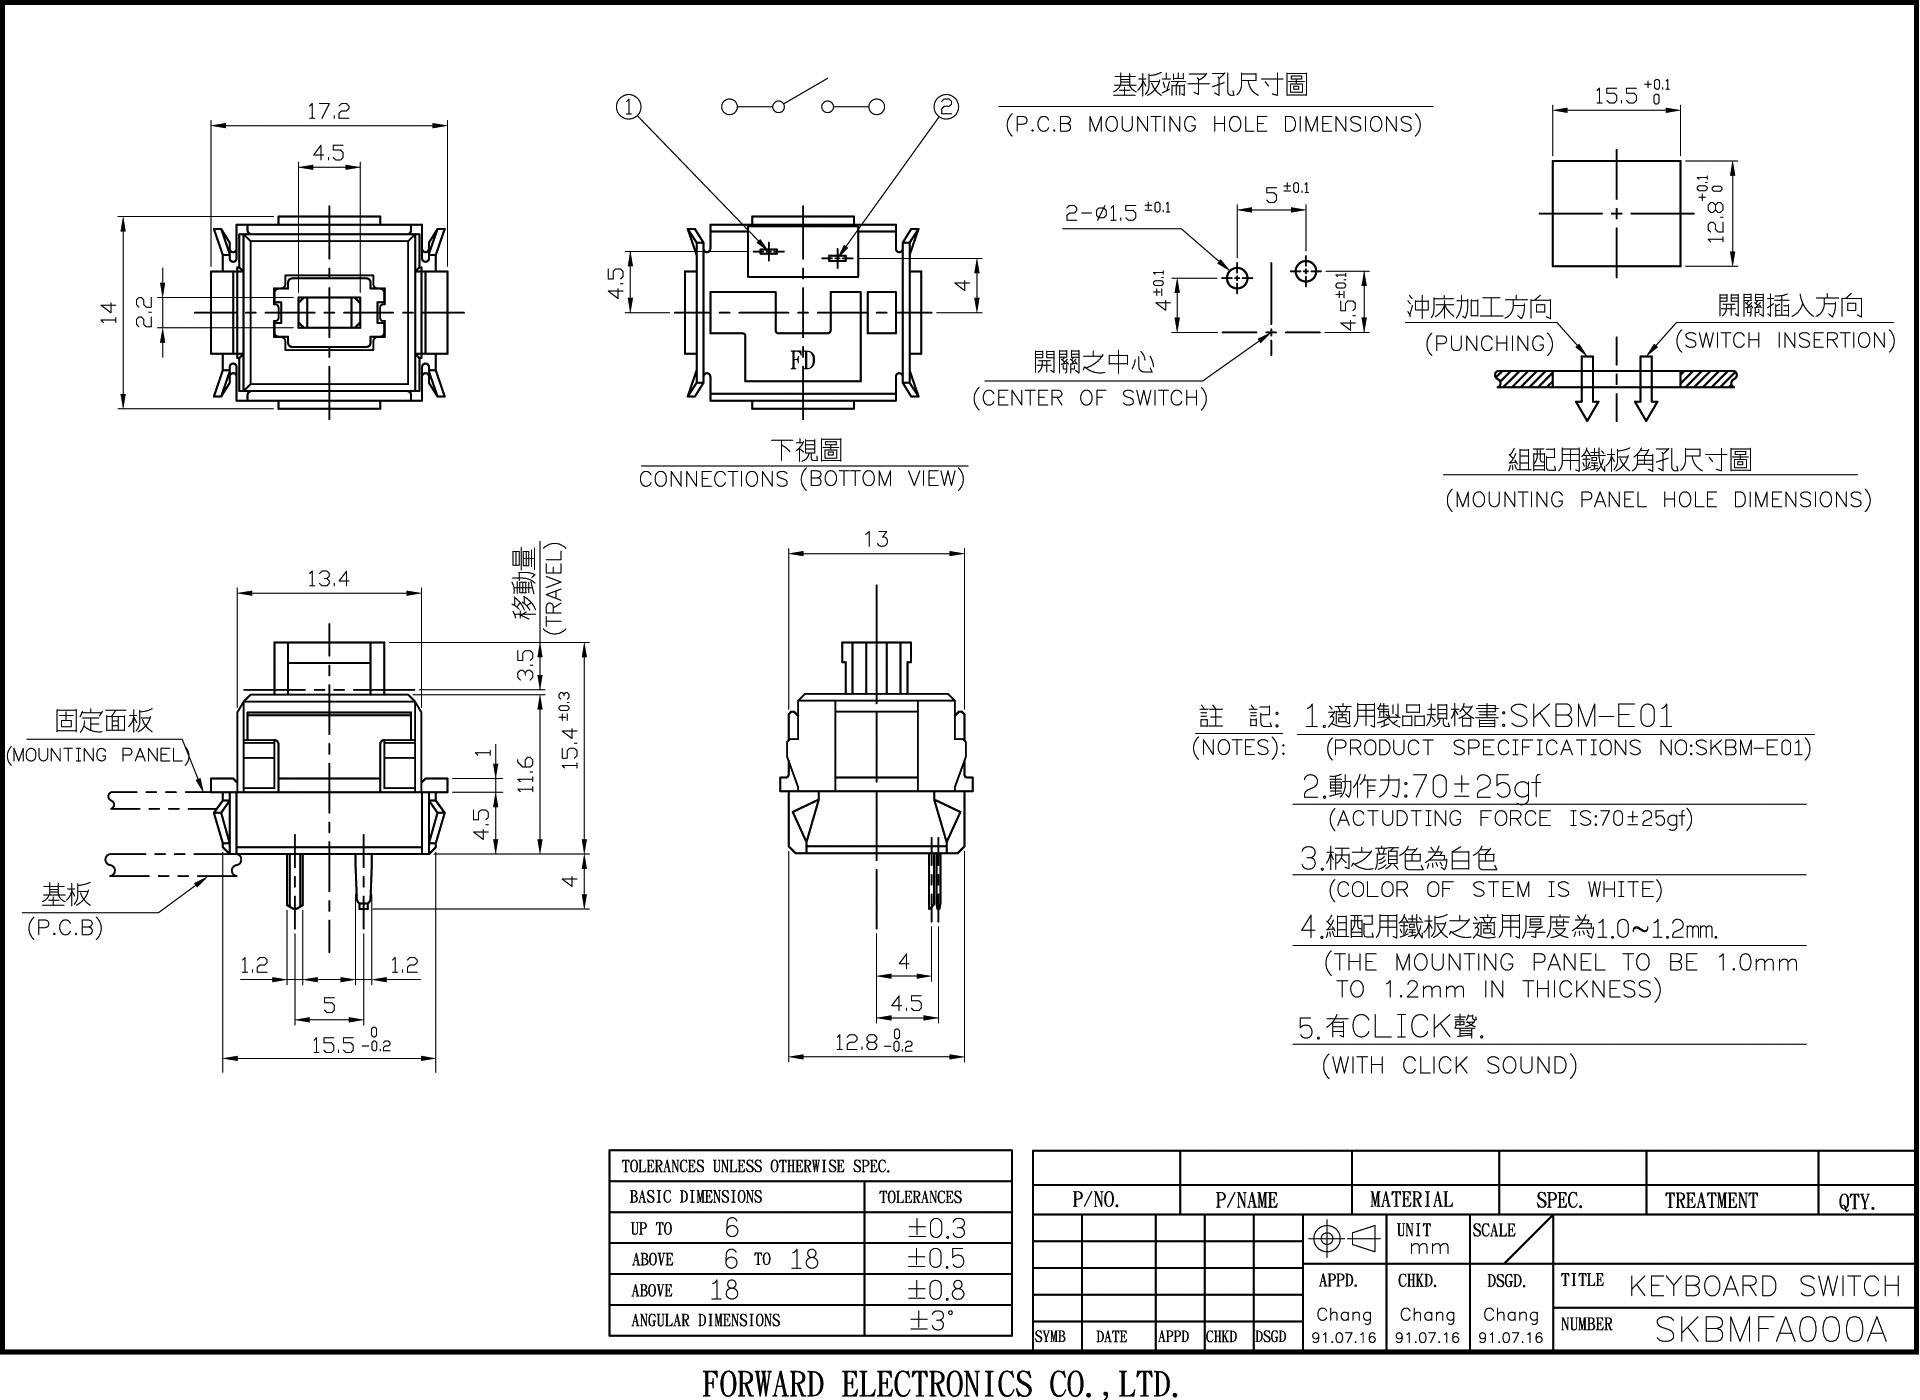 17.2
4.5
14
2.2
1
2
4.5
4
FD
下視圖
CONNECTIONS (BOTTOM VIEW)
基板端子孔尺寸圖
(P.C.B MOUNTING HOLE DIMENSIONS)
2-Ø1.5 ±0.1
5 ±0.1
4 ±0.1
4.5 ±0.1
開關之中心
(CENTER OF SWITCH)
15.5 +0.1 0
12.8 +0.1 0
沖床加工方向
(PUNCHING)
開關插入方向
(SWITCH INSERTION)
組配用鐵板角孔尺寸圖
(MOUNTING PANEL HOLE DIMENSIONS)
13.4
移動量
(TRAVEL)
3.5
15.4 ±0.3
11.6
1
4.5
4
固定面板
(MOUNTING PANEL)
基板
(P.C.B)
1.2
1.2
5
15.5 0 -0.2
13
4
4.5
12.8 0 -0.2
註 記: 1.適用製品規格書:SKBM-E01
(NOTES): (PRODUCT SPECIFICATIONS NO:SKBM-E01)
2.動作力:70±25gf
(ACTUDTING FORCE IS:70±25gf)
3.柄之顔色為白色
(COLOR OF STEM IS WHITE)
4.組配用鐵板之適用厚度為1.0~1.2mm.
(THE MOUNTING PANEL TO BE 1.0mm
TO 1.2mm IN THICKNESS)
5.有CLICK聲.
(WITH CLICK SOUND)
TOLERANCES UNLESS OTHERWISE SPEC.
BASIC DIMENSIONS TOLERANCES
UP TO 6 ±0.3
ABOVE 6 TO 18 ±0.5
ABOVE 18 ±0.8
ANGULAR DIMENSIONS ±3°
P/NO. P/NAME MATERIAL SPEC. TREATMENT QTY.
UNIT mm SCALE
APPD. CHKD. DSGD.
TITLE KEYBOARD SWITCH
Chang Chang Chang
91.07.16 91.07.16 91.07.16
NUMBER SKBMFA000A
SYMB DATE APPD CHKD DSGD
FORWARD ELECTRONICS CO.,LTD.